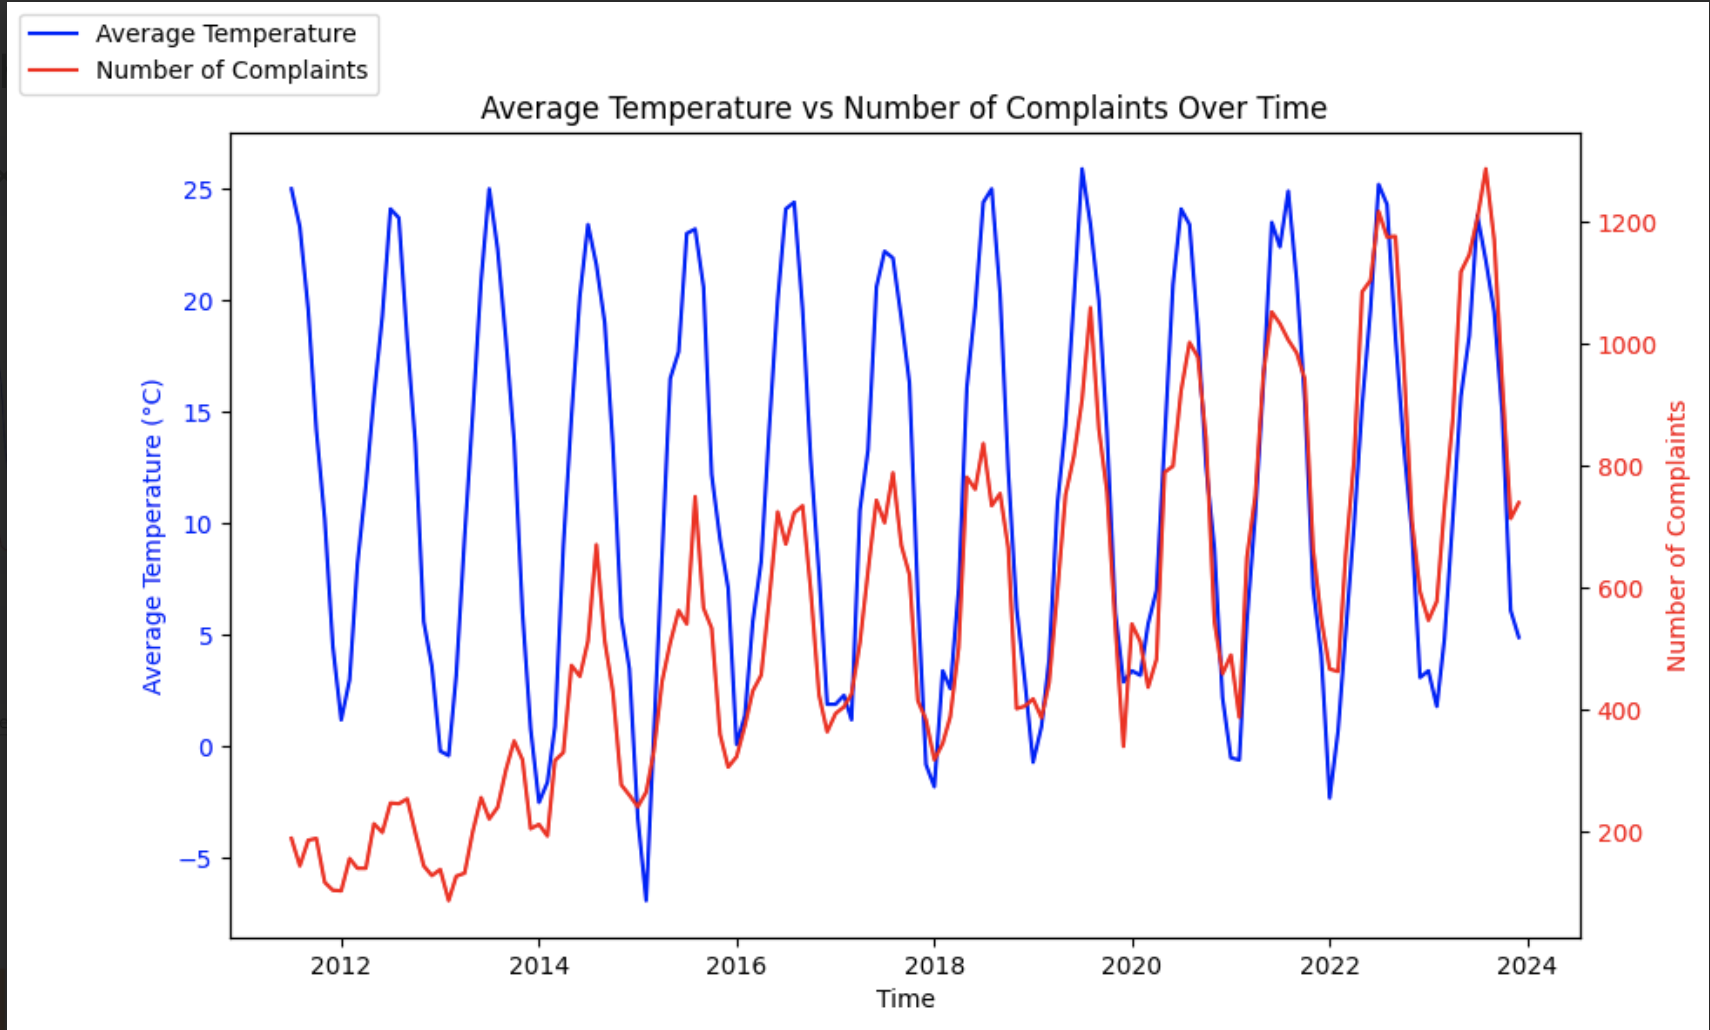 Average Temperature
Number of Complaints
Average Temperature vs Number of Complaints Over Time
Average Temperature (°C)
25
20
15
10
5
0
−5
1200
1000
800
600
400
200
Number of Complaints
2012 2014 2016 2018 2020 2022 2024
Time